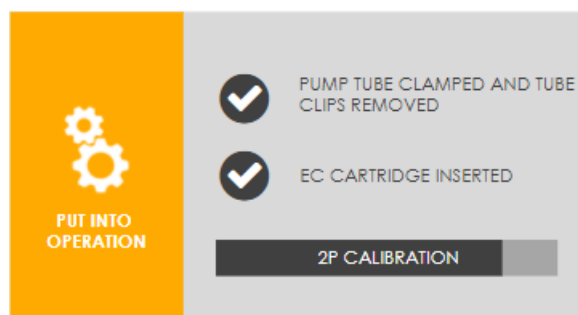 PUMP TUBE CLAMPED AND TUBE
CLIPS REMOVED
EC CARTRIDGE INSERTED
PUT INTO
OPERATION
2P CALIBRATION